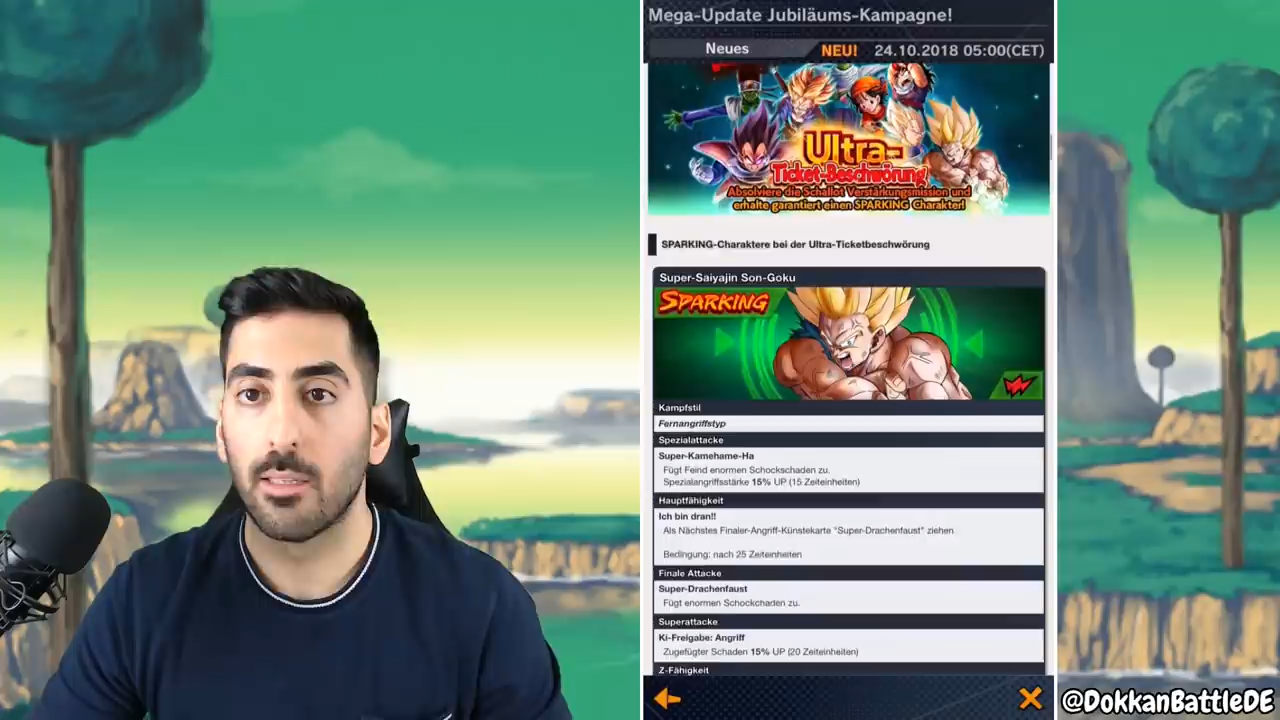 Mega-Update Jubiläums-Kampagne!
Neues
NEU! 24.10.2018 05:00(CET)
Ultra-
Ticket-Beschwörung
Absolviere die Schallot Verstärkungsmission und
erhalte garantiert einen SPARKING Charakter!
SPARKING-Charaktere bei der Ultra-Ticketbeschwörung
Super-Saiyajin Son-Goku
SPARKING
Kampfstil
Fernangriffstyp
Spezialattacke
Super-Kamehame-Ha
Fügt Feind enormen Schockschaden zu.
Spezialangriffsstärke 15% UP (15 Zeiteinheiten)
Hauptfähigkeit
Ich bin dran!!
Als Nächstes Finaler-Angriff-Künstekarte "Super-Drachenfaust" ziehen
Bedingung: nach 25 Zeiteinheiten
Finale Attacke
Super-Drachenfaust
Fügt enormen Schockchaden zu.
Superattacke
Ki-Freigabe: Angriff
Zugefügter Schaden 15% UP (20 Zeiteinheiten)
Z-Fähigkeit
@DokkanBattleDE